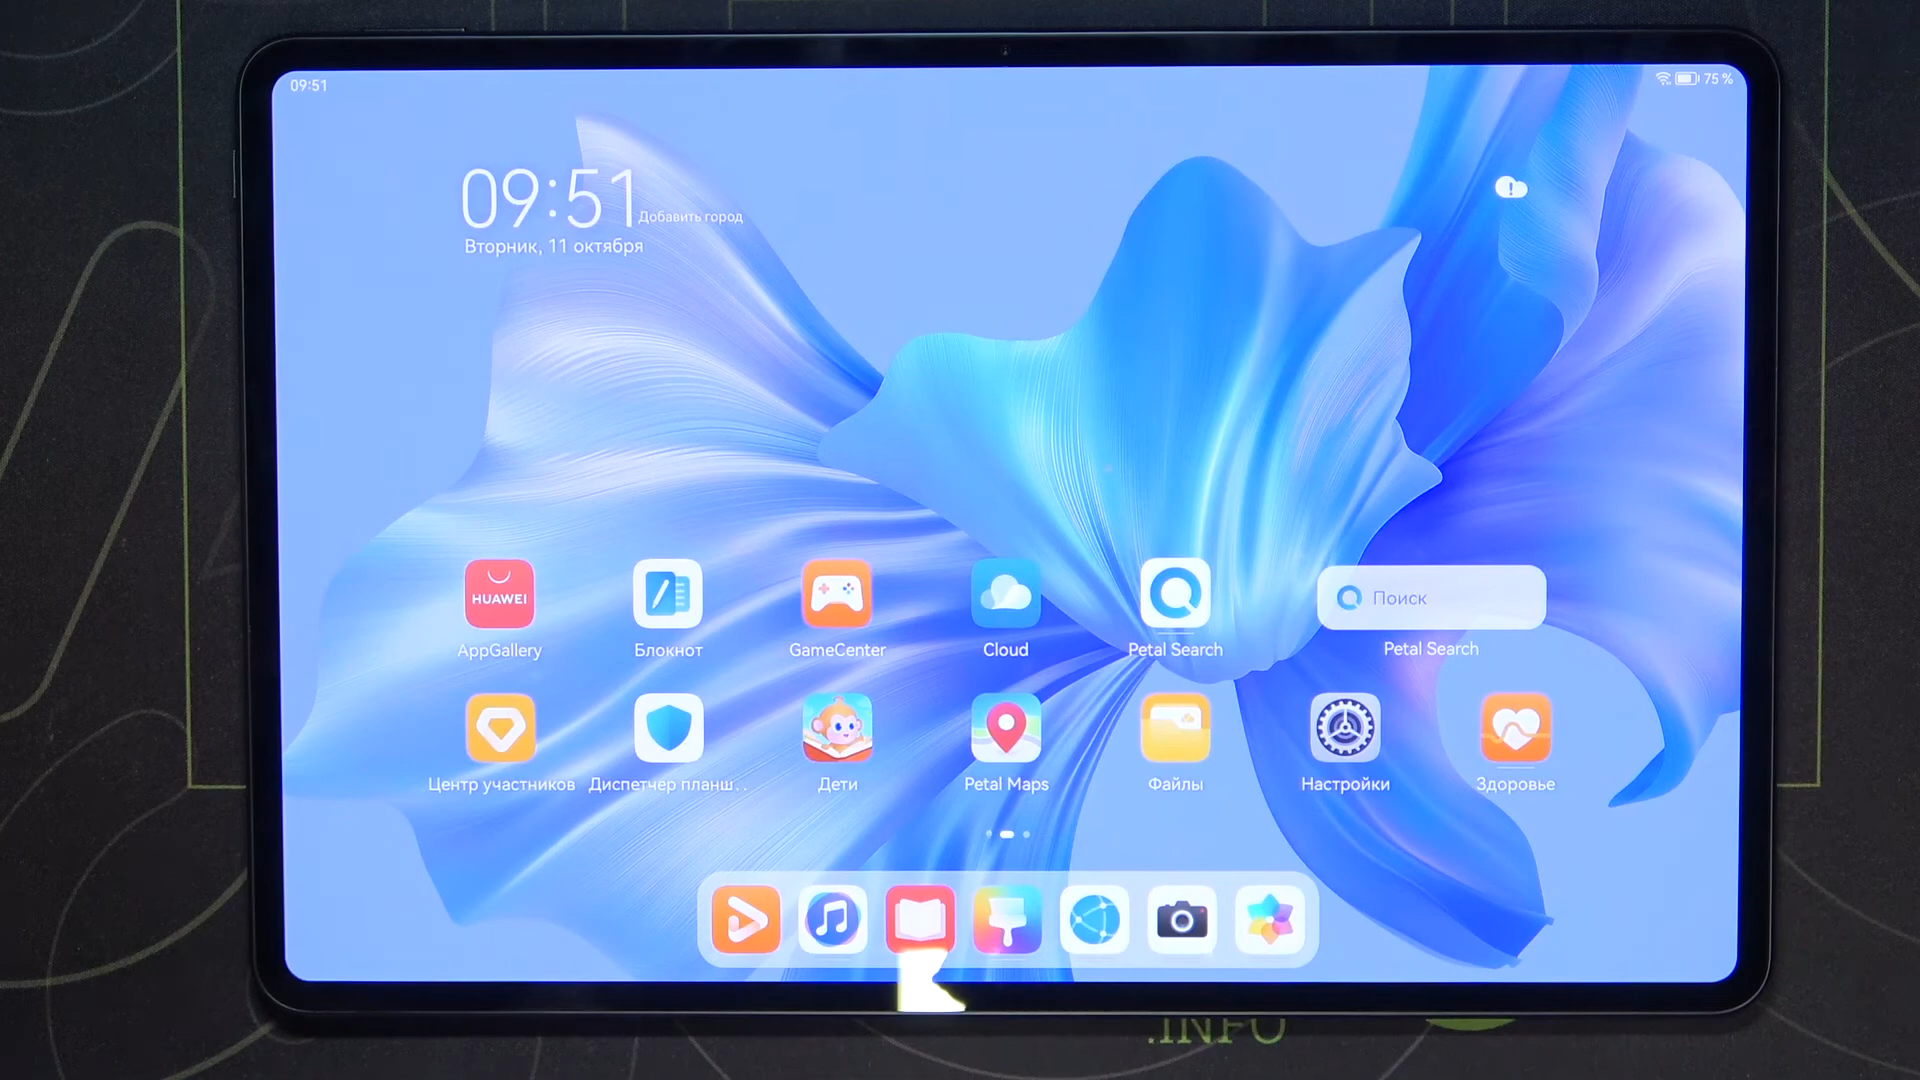 09:51
75 %
09:51
Добавить город
Вторник, 11 октября
HUAWEI
Поиск
AppGallery
Блокнот
GameCenter
Cloud
Petal Search
Petal Search
Центр участников
Диспетчер планш..
Дети
Petal Maps
Файлы
Настройки
Здоровье
.INFO